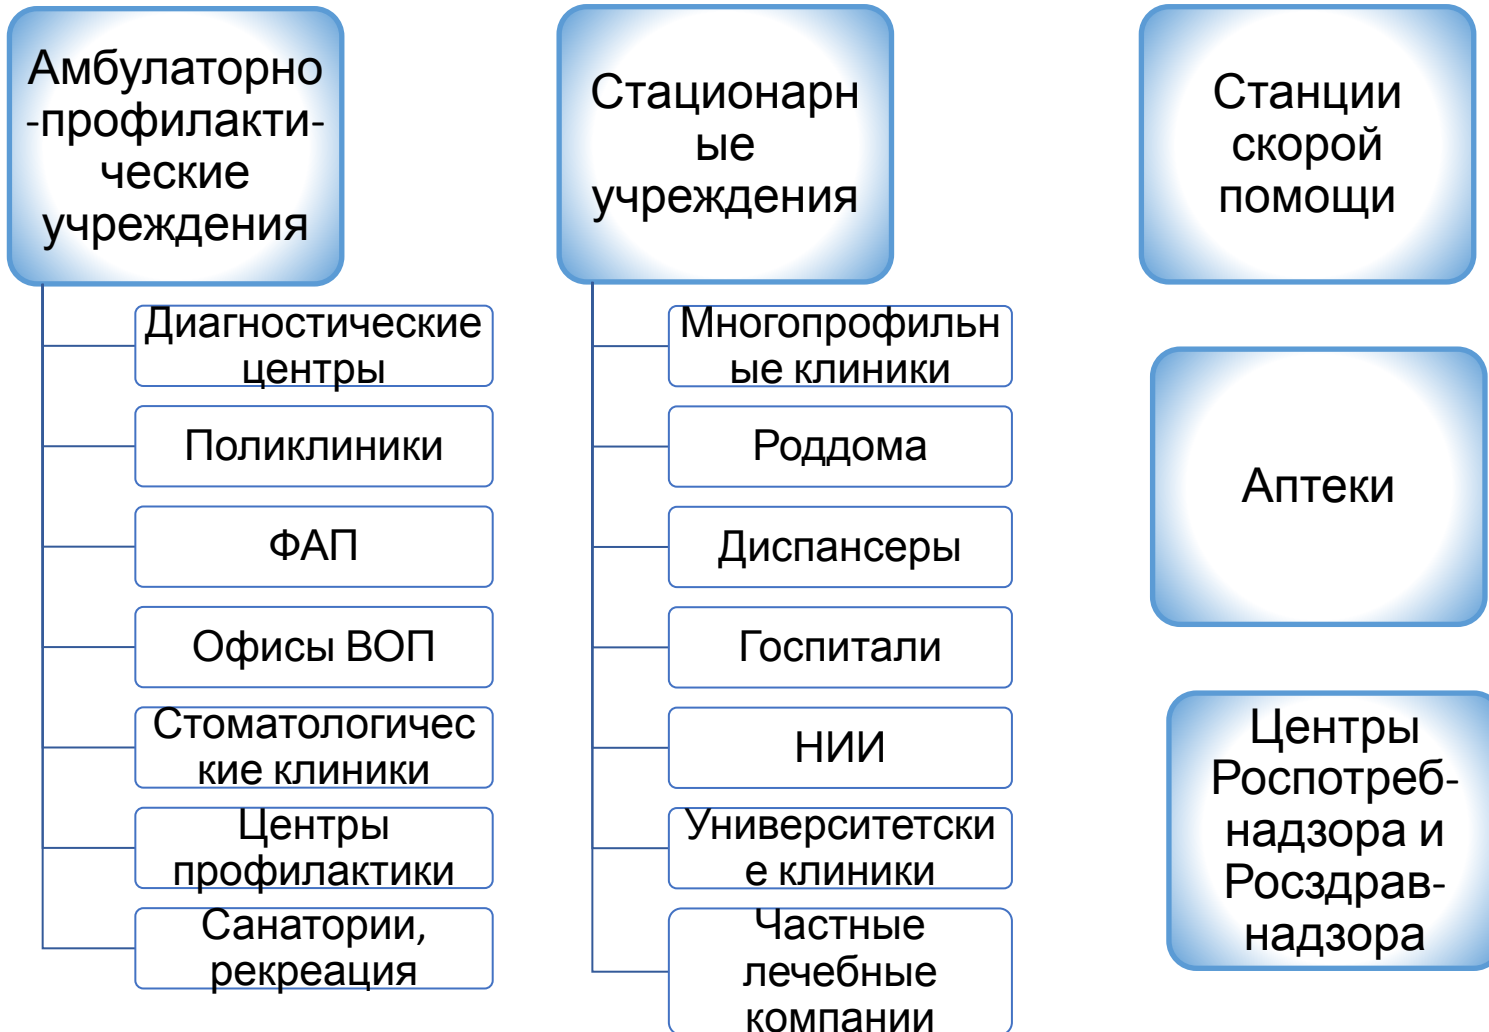 Амбулаторно
-профилакти-
ческие
учреждения
Диагностические
центры
Поликлиники
ФАП
Офисы ВОП
Стоматологичес
кие клиники
Центры
профилактики
Санатории,
рекреация
Стационарн
ые
учреждения
Многопрофильн
ые клиники
Роддома
Диспансеры
Госпитали
НИИ
Университетски
е клиники
Частные
лечебные
компании
Станции
скорой
помощи
Аптеки
Центры
Роспотреб-
надзора и
Росздрав-
надзора